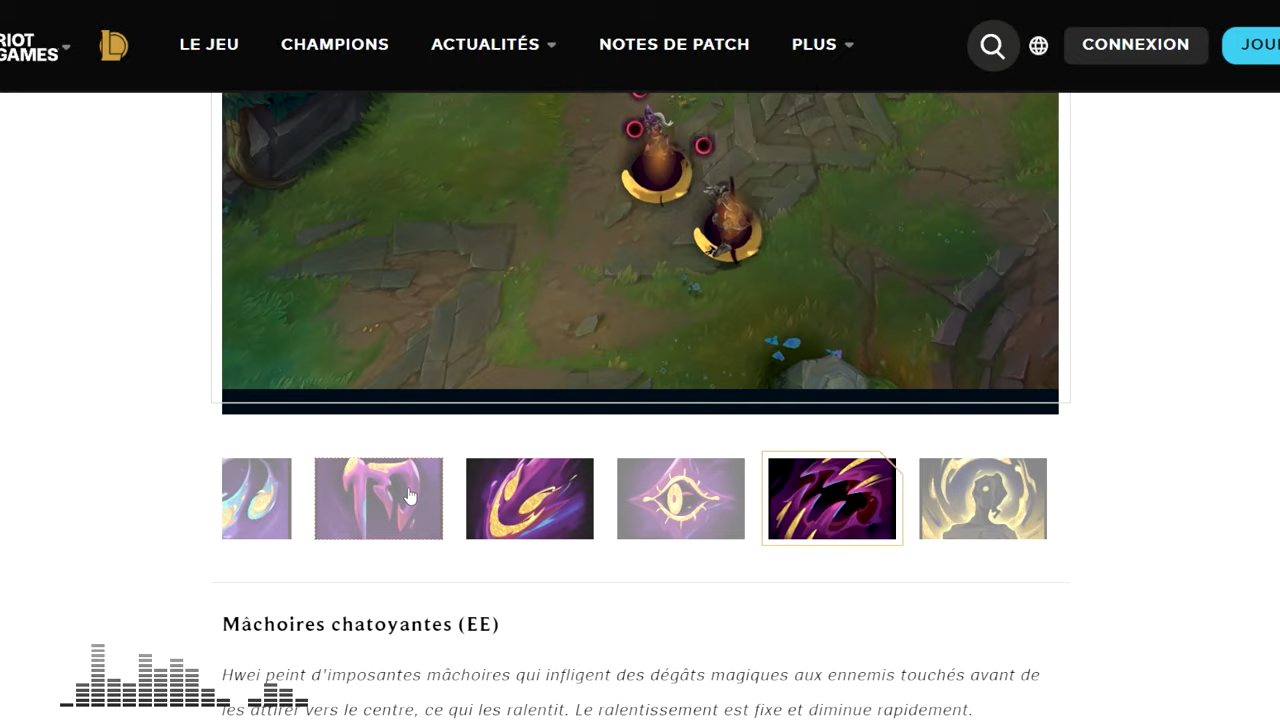 RIOT GAMES LE JEU CHAMPIONS ACTUALITÉS NOTES DE PATCH PLUS CONNEXION
Mâchoires chatoyantes (EE)
Hwei peint d'imposantes mâchoires qui infligent des dégâts magiques aux ennemis touchés avant de
les attirer vers le centre, ce qui les ralentit. Le ralentissement est fixe et diminue rapidement.